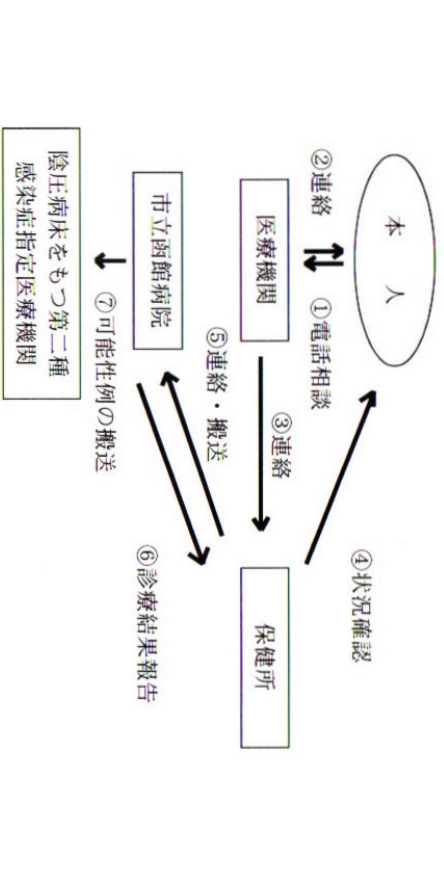 本　人
②連絡
①電話相談
医療機関
③連絡
④状況確認
保健所
⑤連絡・搬送
市立函館病院
⑥診療結果報告
⑦可能性例の搬送
陰圧病床をもつ第二種
感染症指定医療機関